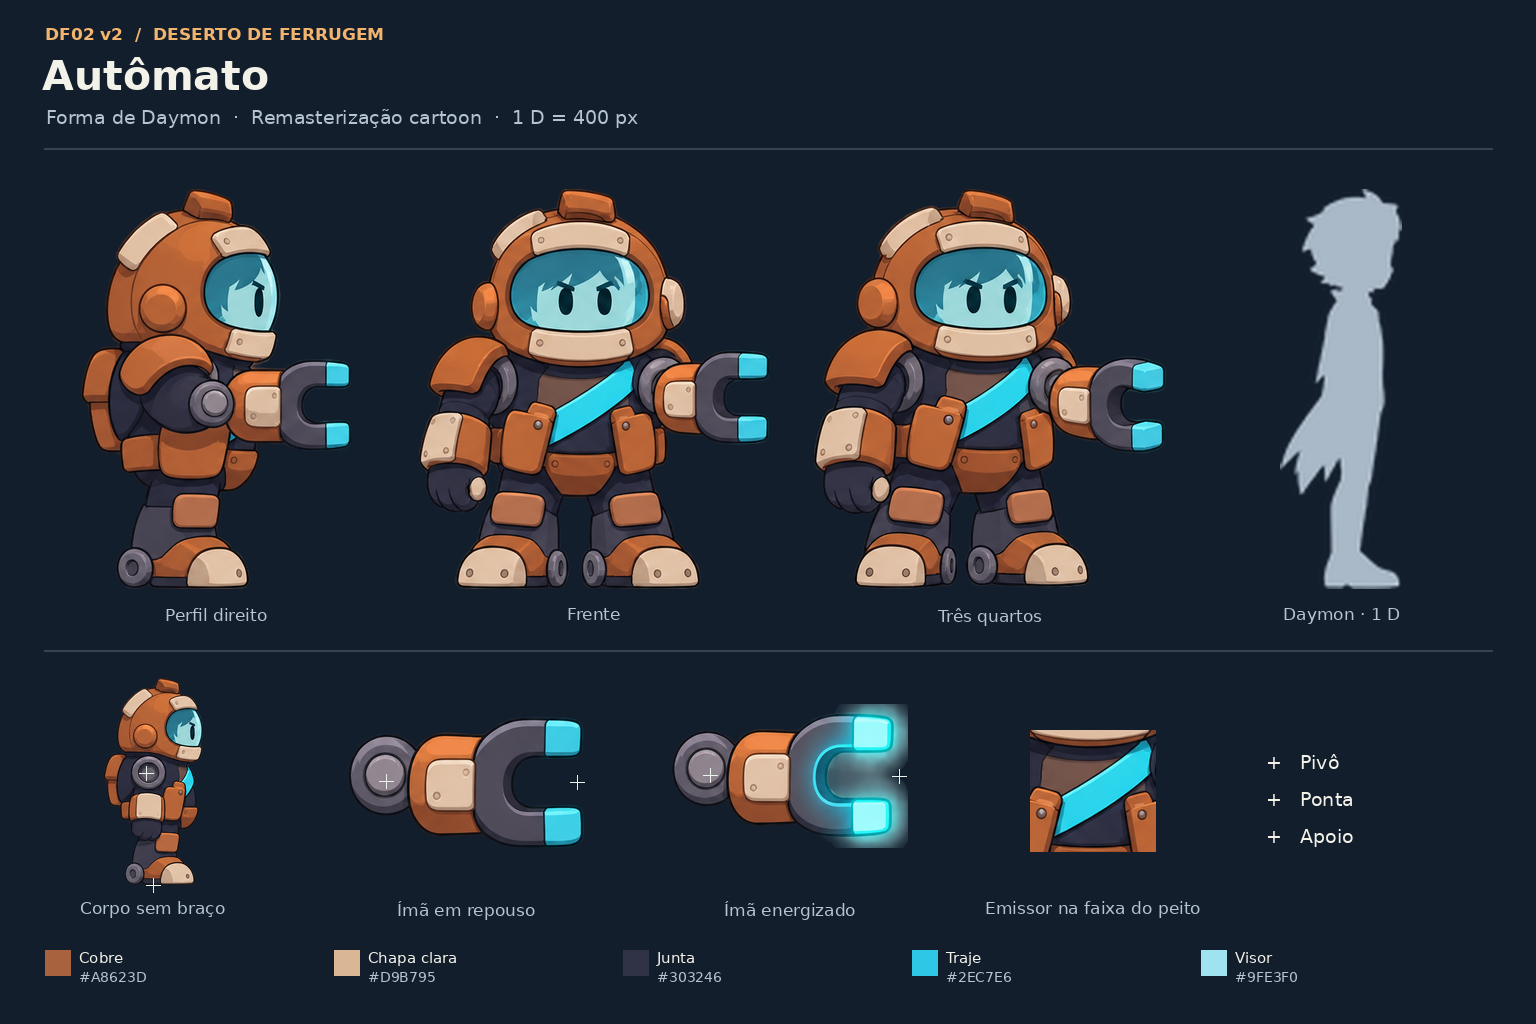 DF02 v2 / DESERTO DE FERRUGEM
Autômato
Forma de Daymon · Remasterização cartoon · 1 D = 400 px
Perfil direito
Frente
Três quartos
Daymon · 1 D
+ Pivô
+ Ponta
+ Apoio
Corpo sem braço
Ímã em repouso
Ímã energizado
Emissor na faixa do peito
Cobre
#A8623D
Chapa clara
#D9B795
Junta
#303246
Traje
#2EC7E6
Visor
#9FE3F0